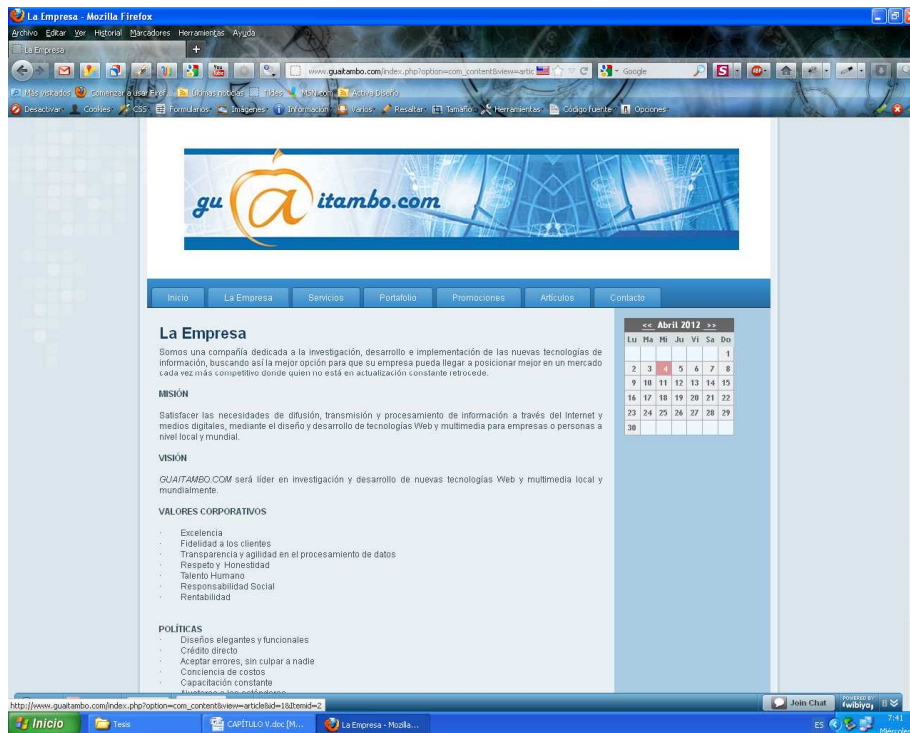 La Empresa - Mozilla Firefox
Archivo Editar Ver Historial Marcadores Herramientas Ayuda
La Empresa
www.guaitambo.com/index.php?option=com_content&view=artic
Google
Más visitados Comenzar a usar Firef... Últimas noticias Tildes MSN.com Activa Diseño
Desactivar Cookies CSS Formularios Imágenes Información Varios Resaltar Tamaño Herramientas Código fuente Opciones
gu@itambo.com
Inicio La Empresa Servicios Portafolio Promociones Artículos Contacto
La Empresa
Somos una compañía dedicada a la investigación, desarrollo e implementación de las nuevas tecnologías de
información, buscando así la mejor opción para que su empresa pueda llegar a posicionar mejor en un mercado
cada vez más competitivo donde quien no está en actualización constante retrocede.
MISIÓN
Satisfacer las necesidades de difusión, transmisión y procesamiento de información a través del Internet y
medios digitales, mediante el diseño y desarrollo de tecnologías Web y multimedia para empresas o personas a
nivel local y mundial.
VISIÓN
GUAITAMBO.COM será líder en investigación y desarrollo de nuevas tecnologías Web y multimedia local y
mundialmente.
VALORES CORPORATIVOS
· Excelencia
· Fidelidad a los clientes
· Transparencia y agilidad en el procesamiento de datos
· Respeto y Honestidad
· Talento Humano
· Responsabilidad Social
· Rentabilidad
POLÍTICAS
· Diseños elegantes y funcionales
· Crédito directo
· Aceptar errores, sin culpar a nadie
· Conciencia de costos
· Capacitación constante
<< Abril 2012 >>
Lu Ma Mi Ju Vi Sa Do
1
2 3 4 5 6 7 8
9 10 11 12 13 14 15
16 17 18 19 20 21 22
23 24 25 26 27 28 29
30
http://www.guaitambo.com/index.php?option=com_content&view=article&id=1&Itemid=2
Join Chat
POWERED BY
wibiya
Inicio
Tesis
CAPÍTULO V.doc [M...
La Empresa - Mozilla...
ES
7:41
Miércoles